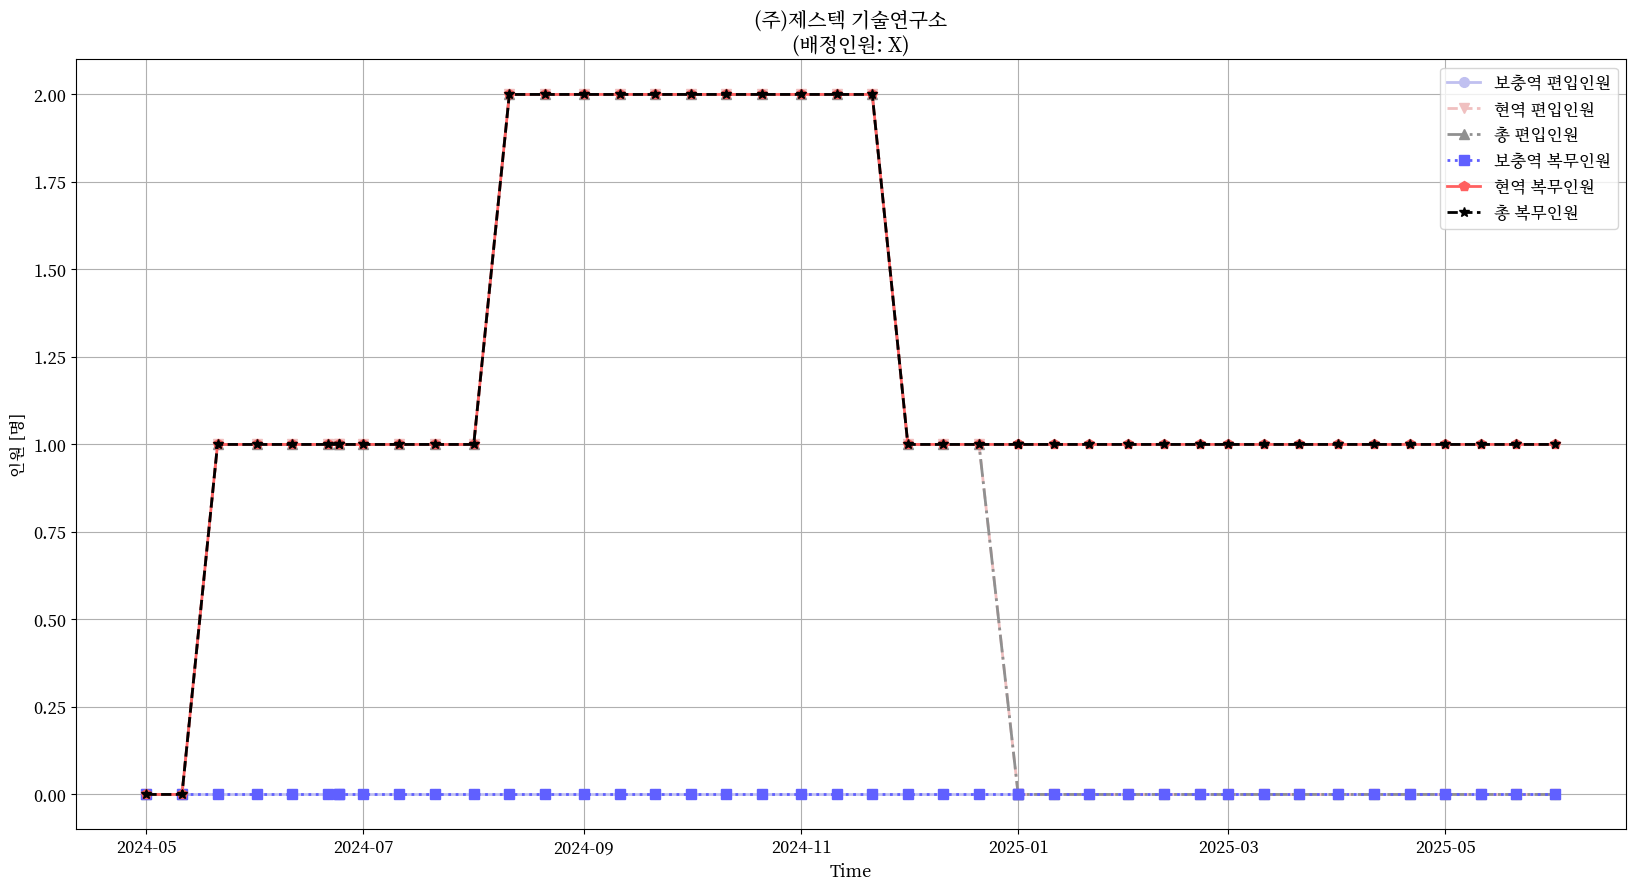 (주)제스텍 기술연구소
(배정인원: X)
보충역 편입인원
현역 편입인원
총 편입인원
보충역 복무인원
현역 복무인원
총 복무인원
인원 [명]
2.00
1.75
1.50
1.25
1.00
0.75
0.50
0.25
0.00
2024-05
2024-07
2024-09
2024-11
2025-01
2025-03
2025-05
Time